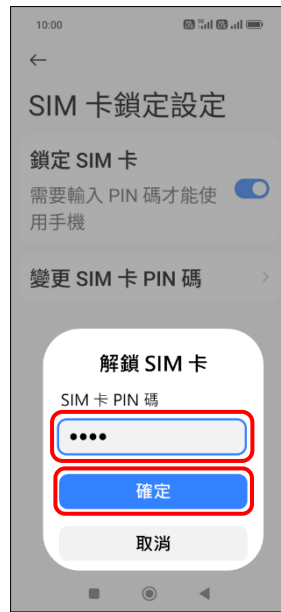 10:00
SIM 卡鎖定設定
鎖定 SIM 卡
需要輸入 PIN 碼才能使
用手機
變更 SIM 卡 PIN 碼
解鎖 SIM 卡
SIM 卡 PIN 碼
••••
確定
取消